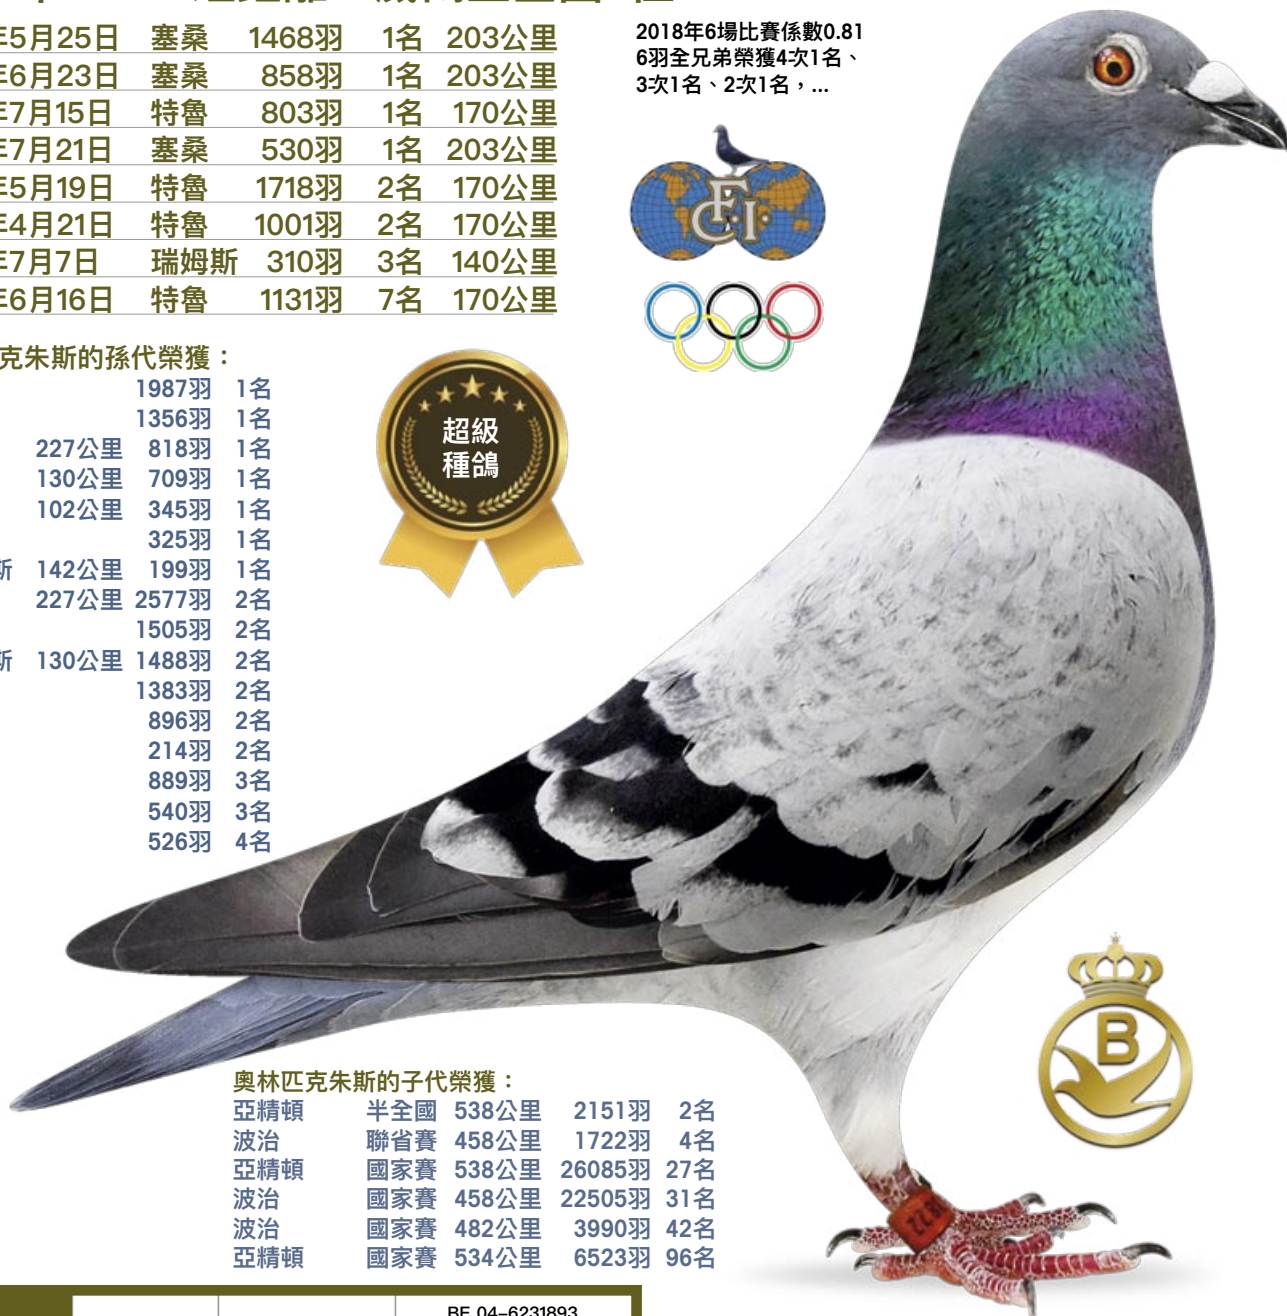 年5月25日 塞桑 1468羽 1名 203公里
年6月23日 塞桑 858羽 1名 203公里
年7月15日 特魯 803羽 1名 170公里
年7月21日 塞桑 530羽 1名 203公里
年5月19日 特魯 1718羽 2名 170公里
年4月21日 特魯 1001羽 2名 170公里
年7月7日 瑞姆斯 310羽 3名 140公里
年6月16日 特魯 1131羽 7名 170公里
2018年6場比賽係數0.81
6羽全兄弟榮獲4次1名、
3次1名、2次1名，...
F.C.I.
克朱斯的孫代榮獲：
1987羽 1名
1356羽 1名
227公里 818羽 1名
130公里 709羽 1名
102公里 345羽 1名
325羽 1名
斯 142公里 199羽 1名
227公里 2577羽 2名
1505羽 2名
斯 130公里 1488羽 2名
1383羽 2名
896羽 2名
214羽 2名
889羽 3名
540羽 3名
526羽 4名
超級
種鴿
B
奧林匹克朱斯的子代榮獲：
亞精頓 半全國 538公里 2151羽 2名
波治 聯省賽 458公里 1722羽 4名
亞精頓 國家賽 538公里 26085羽 27名
波治 國家賽 458公里 22505羽 31名
波治 國家賽 482公里 3990羽 42名
亞精頓 國家賽 534公里 6523羽 96名
BE 04-6231893